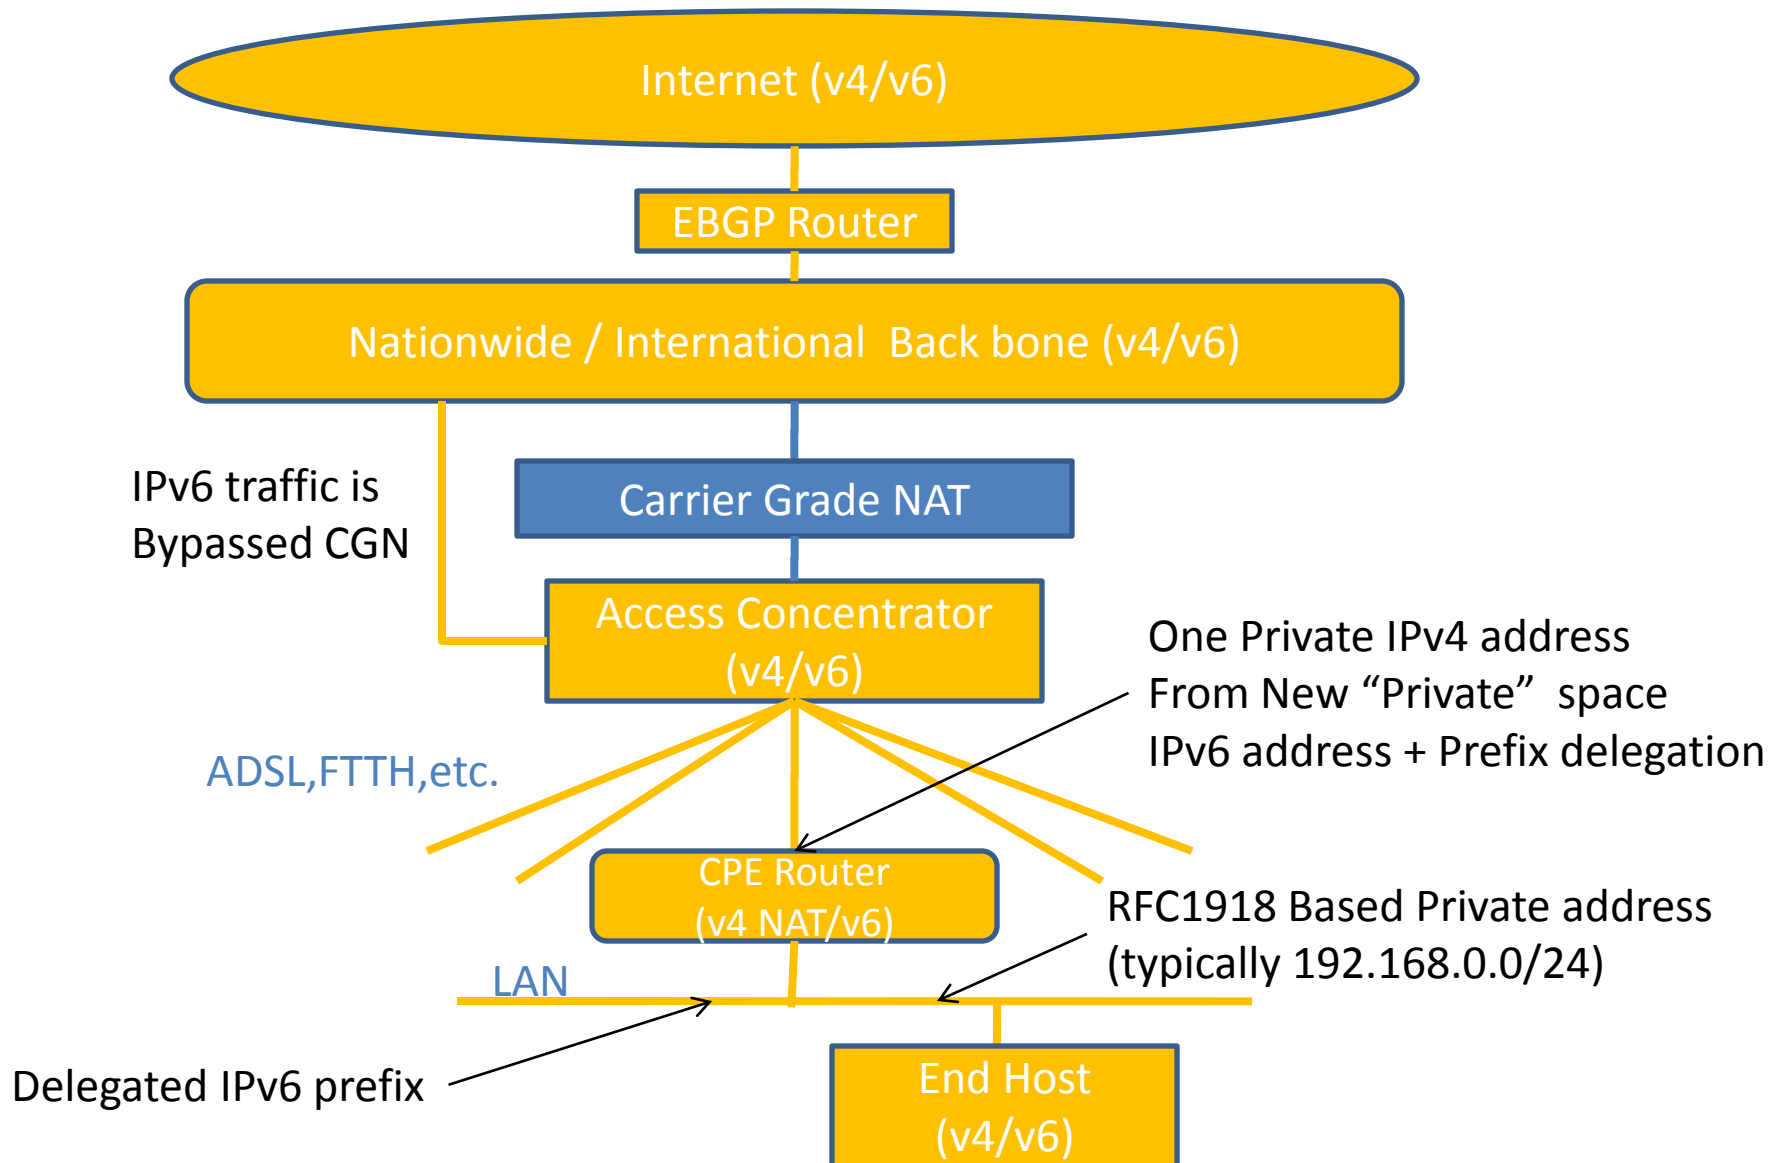 Internet (v4/v6)
EBGP Router
Nationwide / International  Back bone (v4/v6)
IPv6 traffic is
Bypassed CGN
Carrier Grade NAT
Access Concentrator
(v4/v6)
One Private IPv4 address
From New “Private”  space
IPv6 address + Prefix delegation
ADSL,FTTH,etc.
CPE Router
(v4 NAT/v6)
RFC1918 Based Private address
(typically 192.168.0.0/24)
LAN
Delegated IPv6 prefix
End Host
(v4/v6)